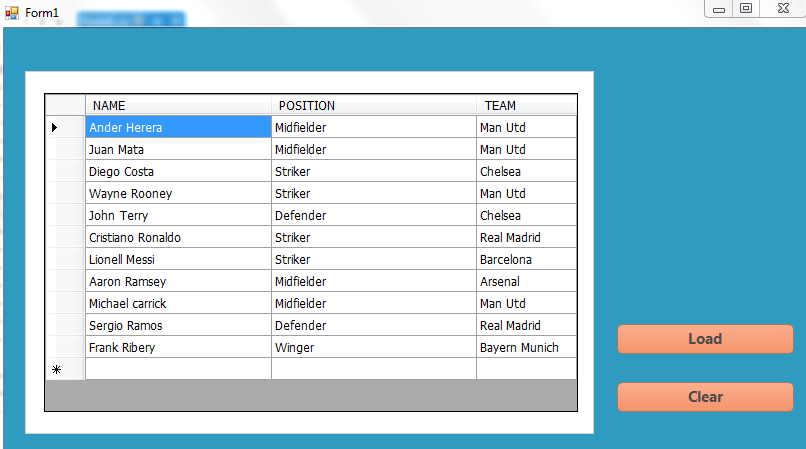 Form1
NAME POSITION TEAM
Ander Herera Midfielder Man Utd
Juan Mata Midfielder Man Utd
Diego Costa Striker Chelsea
Wayne Rooney Striker Man Utd
John Terry Defender Chelsea
Cristiano Ronaldo Striker Real Madrid
Lionell Messi Striker Barcelona
Aaron Ramsey Midfielder Arsenal
Michael carrick Midfielder Man Utd
Sergio Ramos Defender Real Madrid
Frank Ribery Winger Bayern Munich
Load
Clear